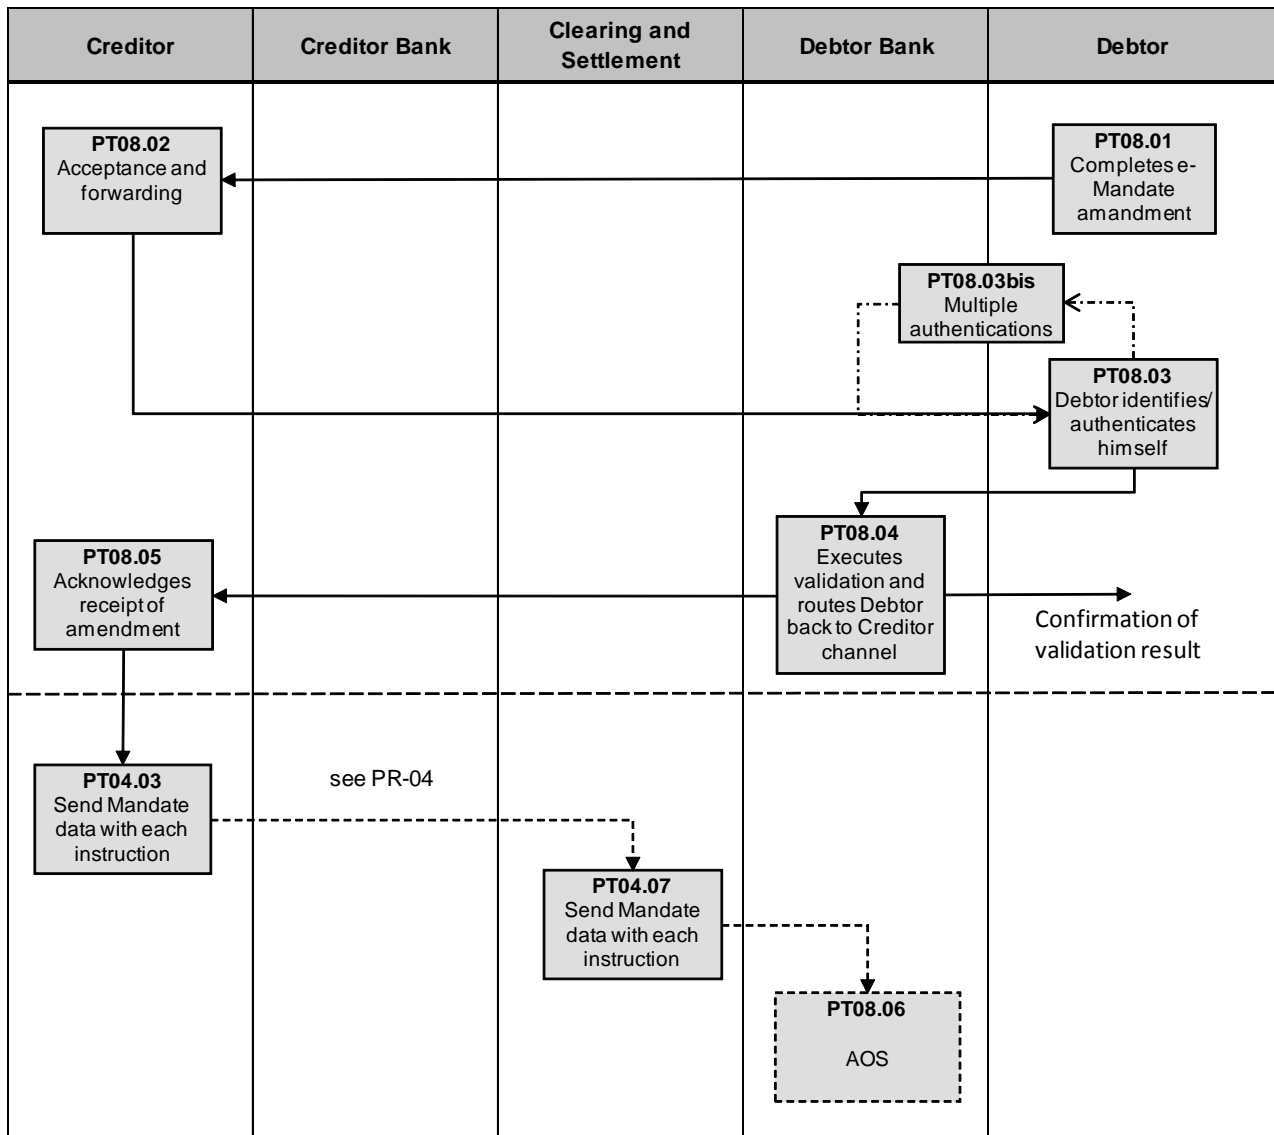 Creditor
Creditor Bank
Clearing and
Settlement
Debtor Bank
Debtor
PT08.02
Acceptance and
forwarding
PT08.01
Completes e-
Mandate
amandment
PT08.03bis
Multiple
authentications
PT08.03
Debtor identifies/
authenticates
himself
PT08.04
Executes
validation and
routes Debtor
back to Creditor
channel
PT08.05
Acknowledges
receipt of
amendment
Confirmation of
validation result
PT04.03
Send Mandate
data with each
instruction
see PR-04
PT04.07
Send Mandate
data with each
instruction
PT08.06
AOS